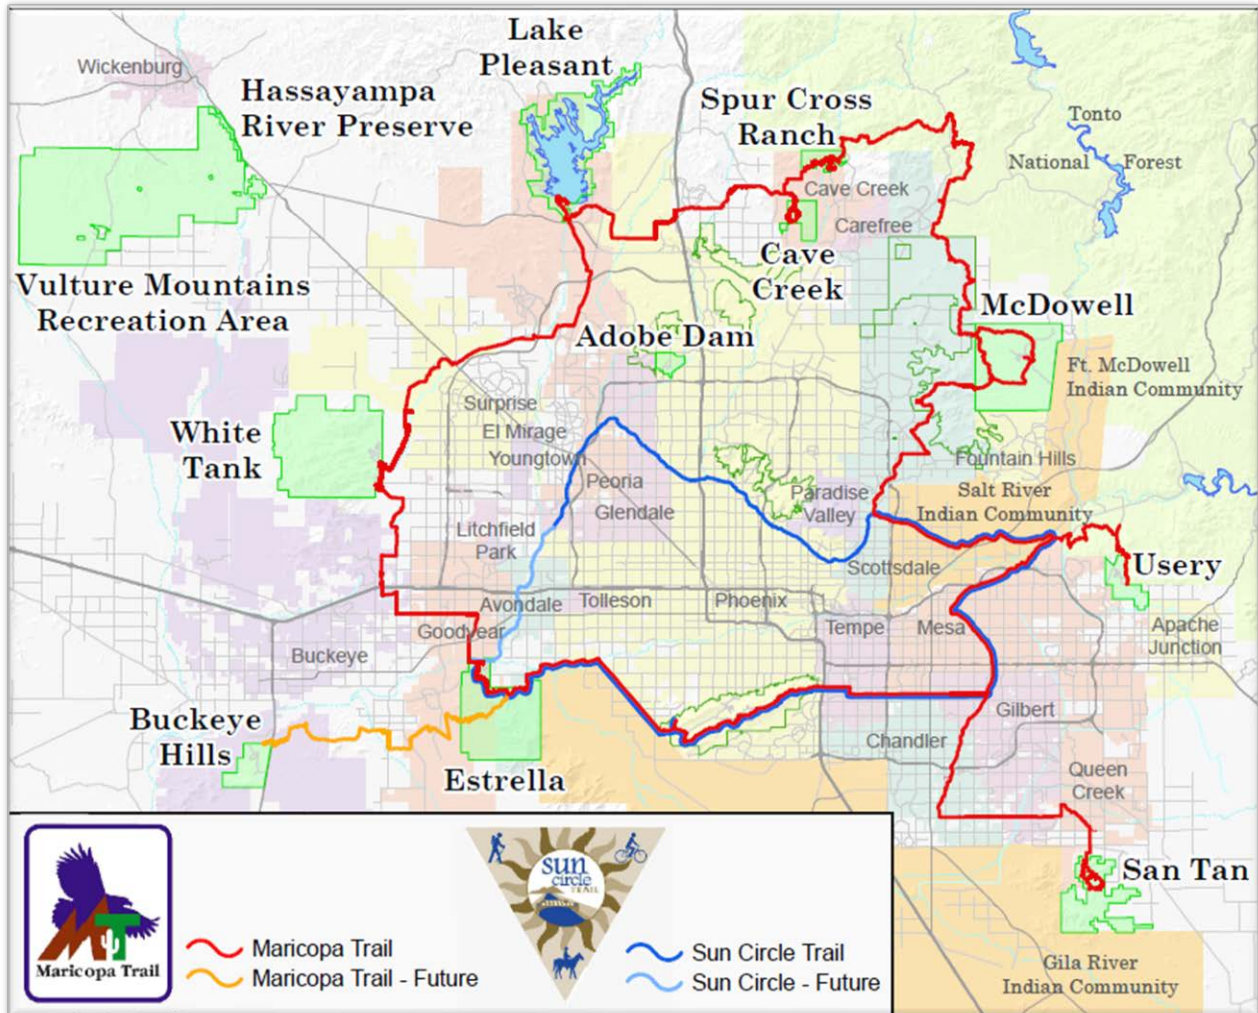 Lake
Pleasant
Wickenburg
Hassayampa
River Preserve
Spur Cross
Ranch
Tonto
National Forest
Cave Creek
Carefree
Cave
Creek
Vulture Mountains
Recreation Area
McDowell
Adobe Dam
Ft. McDowell
Indian Community
Surprise
El Mirage
Youngtown
White
Tank
Peoria
Glendale
Paradise
Valley
Fountain Hills
Salt River
Indian Community
Litchfield
Park
Scottsdale
Usery
Avondale
Tolleson
Phoenix
Goodyear
Tempe
Mesa
Apache
Junction
Buckeye
Buckeye
Hills
Gilbert
Chandler
Estrella
Queen
Creek
San Tan
Gila River
Indian Community
MT
Maricopa Trail
Maricopa Trail
Maricopa Trail - Future
sun
circle
TRAIL
Sun Circle Trail
Sun Circle - Future